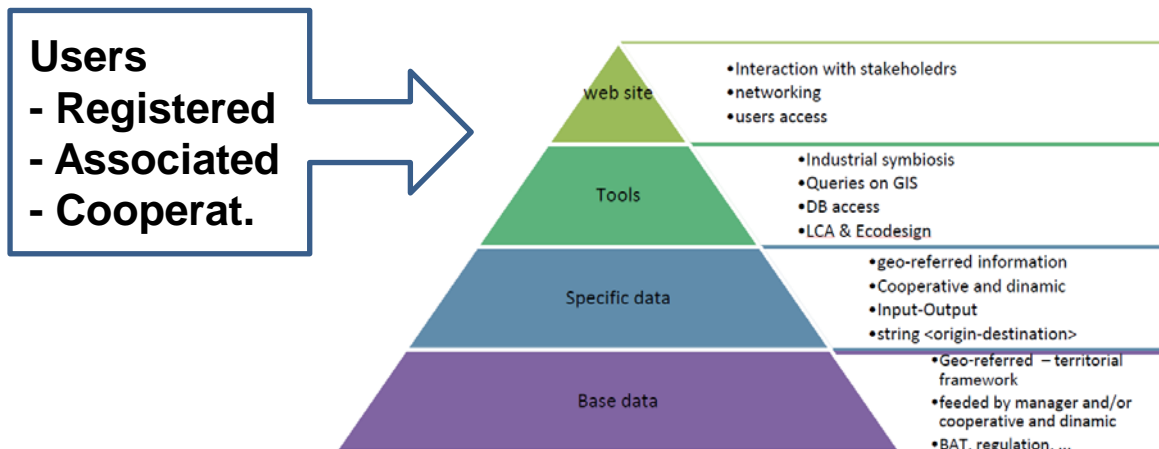 Users
- Registered
- Associated
- Cooperat.
web site
•Interaction with stakeholedrs
•networking
•users access
Tools
•Industrial symbiosis
•Queries on GIS
•DB access
•LCA & Ecodesign
Specific data
•geo-referred information
•Cooperative and dinamic
•Input-Output
•string <origin-destination>
Base data
•Geo-referred – territorial
framework
•feeded by manager and/or
cooperative and dinamic
•BAT, regulation, ...